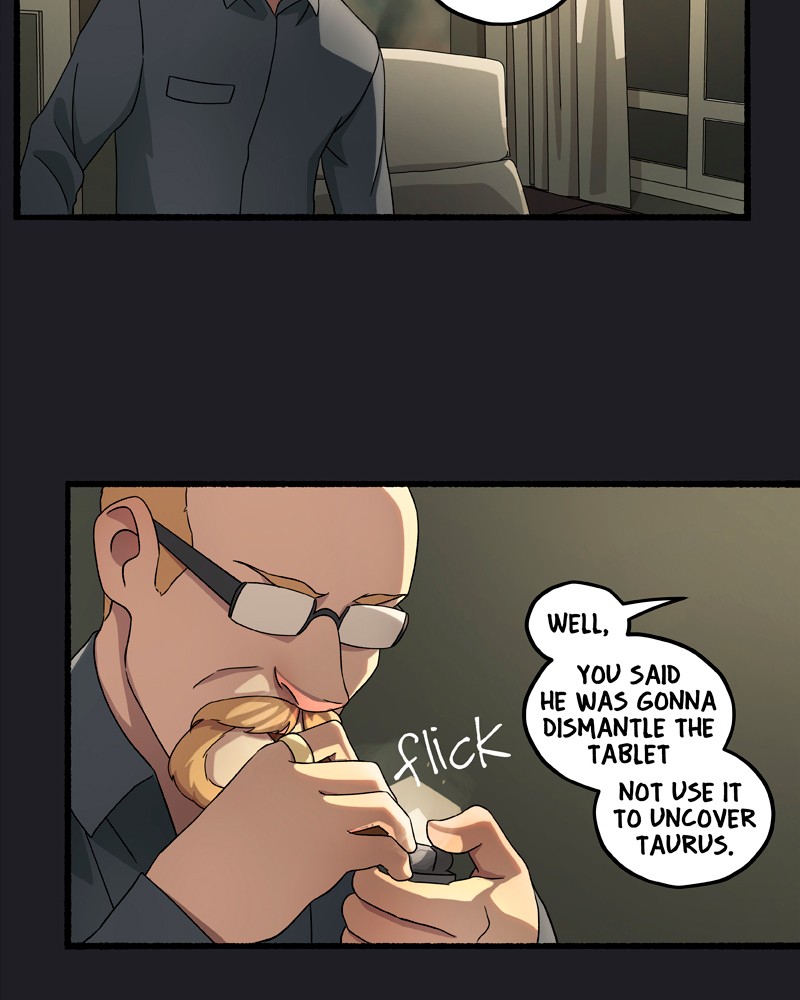 WELL,
YOU SAID
HE WAS GONNA
DISMANTLE THE
TABLET
flick
NOT USE IT
TO UNCOVER
TAURUS.